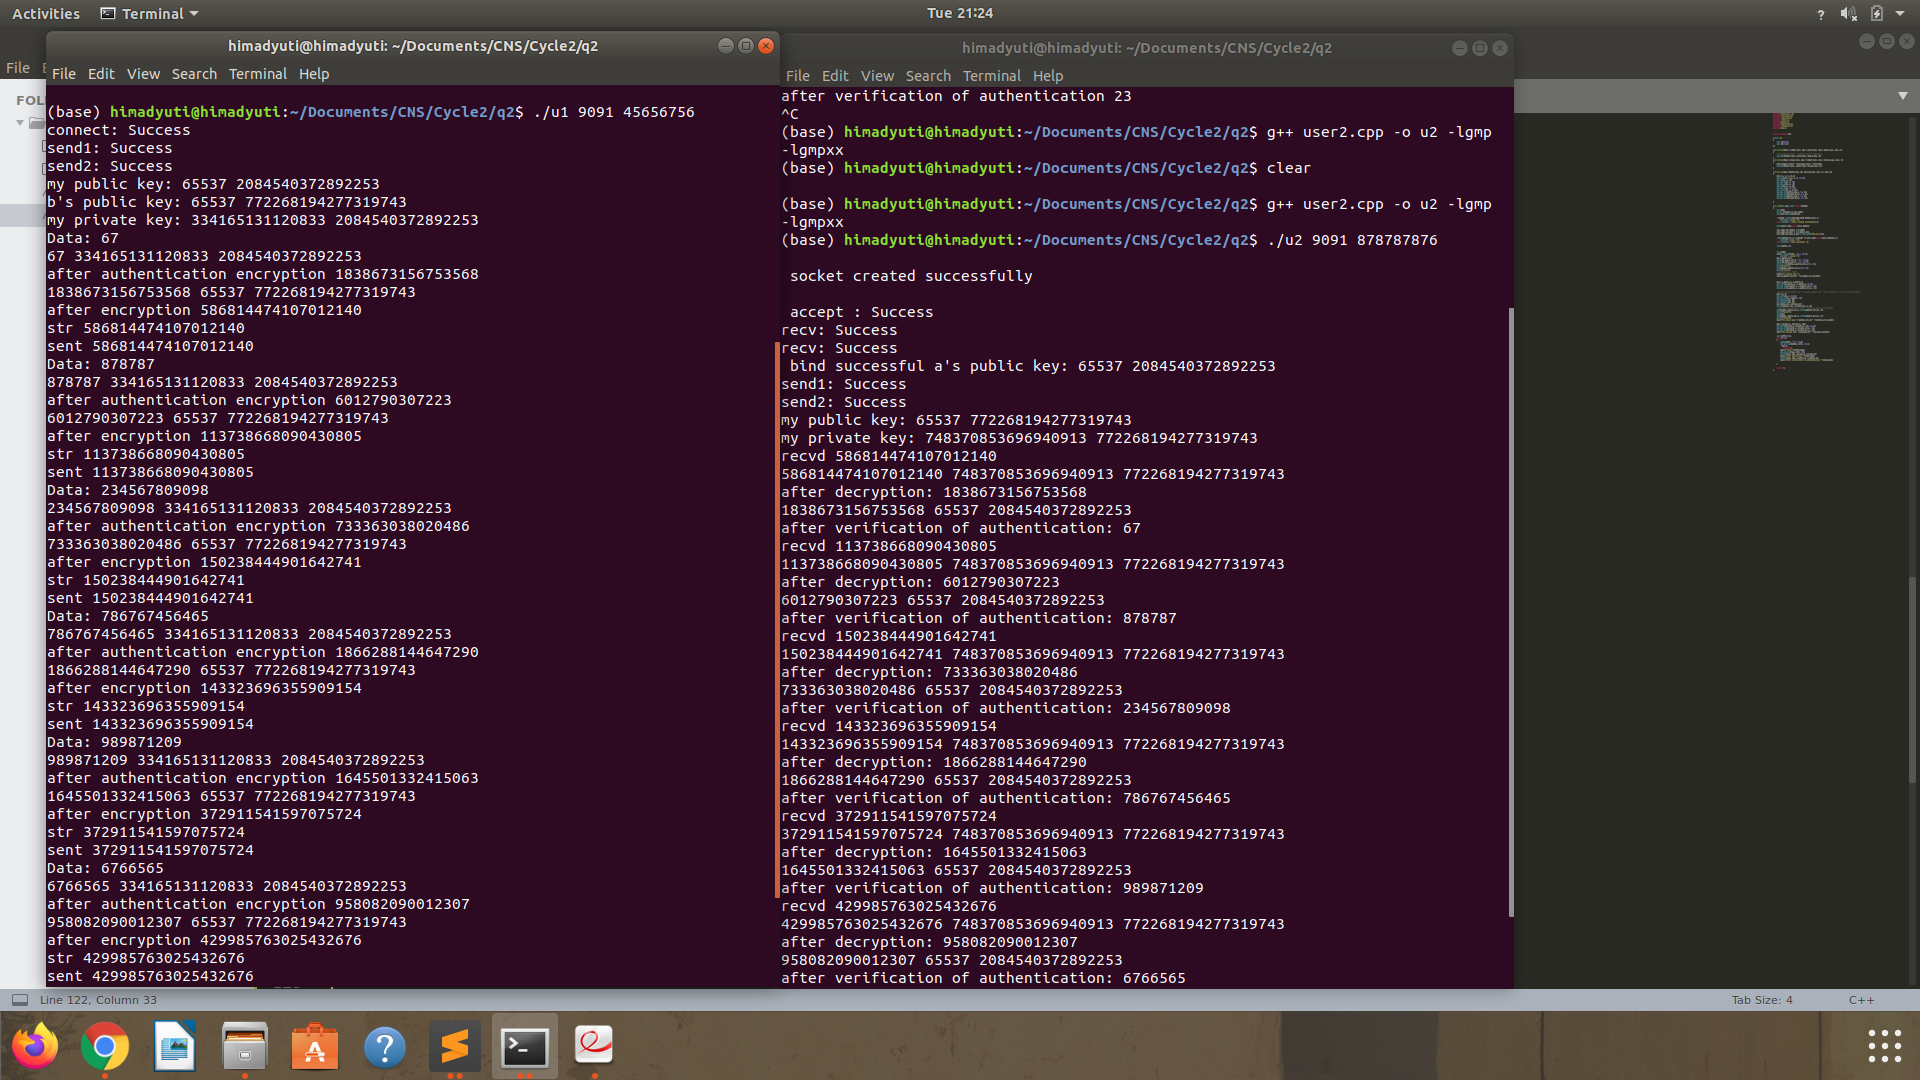 Activities
Terminal
Tue 21:24
himadyuti@himadyuti: ~/Documents/CNS/Cycle2/q2
File Edit View Search Terminal Help
(base) himadyuti@himadyuti:~/Documents/CNS/Cycle2/q2$ ./u1 9091 45656756
connect: Success
send1: Success
send2: Success
my public key: 65537 2084540372892253
b's public key: 65537 772268194277319743
my private key: 334165131120833 2084540372892253
Data: 67
67 334165131120833 2084540372892253
after authentication encryption 1838673156753568
1838673156753568 65537 772268194277319743
after encryption 586814474107012140
str 586814474107012140
sent 586814474107012140
Data: 878787
878787 334165131120833 2084540372892253
after authentication encryption 6012790307223
6012790307223 65537 772268194277319743
after encryption 113738668090430805
str 113738668090430805
sent 113738668090430805
Data: 234567809098
234567809098 334165131120833 2084540372892253
after authentication encryption 733363038020486
733363038020486 65537 772268194277319743
after encryption 150238444901642741
str 150238444901642741
sent 150238444901642741
Data: 786767456465
786767456465 334165131120833 2084540372892253
after authentication encryption 1866288144647290
1866288144647290 65537 772268194277319743
after encryption 143323696355909154
str 143323696355909154
sent 143323696355909154
Data: 989871209
989871209 334165131120833 2084540372892253
after authentication encryption 1645501332415063
1645501332415063 65537 772268194277319743
after encryption 372911541597075724
str 372911541597075724
sent 372911541597075724
Data: 6766565
6766565 334165131120833 2084540372892253
after authentication encryption 958082090012307
958082090012307 65537 772268194277319743
after encryption 429985763025432676
str 429985763025432676
sent 429985763025432676
himadyuti@himadyuti: ~/Documents/CNS/Cycle2/q2
File Edit View Search Terminal Help
after verification of authentication 23
^C
(base) himadyuti@himadyuti:~/Documents/CNS/Cycle2/q2$ g++ user2.cpp -o u2 -lgmp
-lgmpxx
(base) himadyuti@himadyuti:~/Documents/CNS/Cycle2/q2$ clear
(base) himadyuti@himadyuti:~/Documents/CNS/Cycle2/q2$ g++ user2.cpp -o u2 -lgmp
-lgmpxx
(base) himadyuti@himadyuti:~/Documents/CNS/Cycle2/q2$ ./u2 9091 878787876
socket created successfully
accept : Success
recv: Success
recv: Success
bind successful a's public key: 65537 2084540372892253
send1: Success
send2: Success
my public key: 65537 772268194277319743
my private key: 748370853696940913 772268194277319743
recvd 586814474107012140
586814474107012140 748370853696940913 772268194277319743
after decryption: 1838673156753568
1838673156753568 65537 2084540372892253
after verification of authentication: 67
recvd 113738668090430805
113738668090430805 748370853696940913 772268194277319743
after decryption: 6012790307223
6012790307223 65537 2084540372892253
after verification of authentication: 878787
recvd 150238444901642741
150238444901642741 748370853696940913 772268194277319743
after decryption: 733363038020486
733363038020486 65537 2084540372892253
after verification of authentication: 234567809098
recvd 143323696355909154
143323696355909154 748370853696940913 772268194277319743
after decryption: 1866288144647290
1866288144647290 65537 2084540372892253
after verification of authentication: 786767456465
recvd 372911541597075724
372911541597075724 748370853696940913 772268194277319743
after decryption: 1645501332415063
1645501332415063 65537 2084540372892253
after verification of authentication: 989871209
recvd 429985763025432676
429985763025432676 748370853696940913 772268194277319743
after decryption: 958082090012307
958082090012307 65537 2084540372892253
after verification of authentication: 6766565
File
FOL
Line 122, Column 33
Tab Size: 4
C++